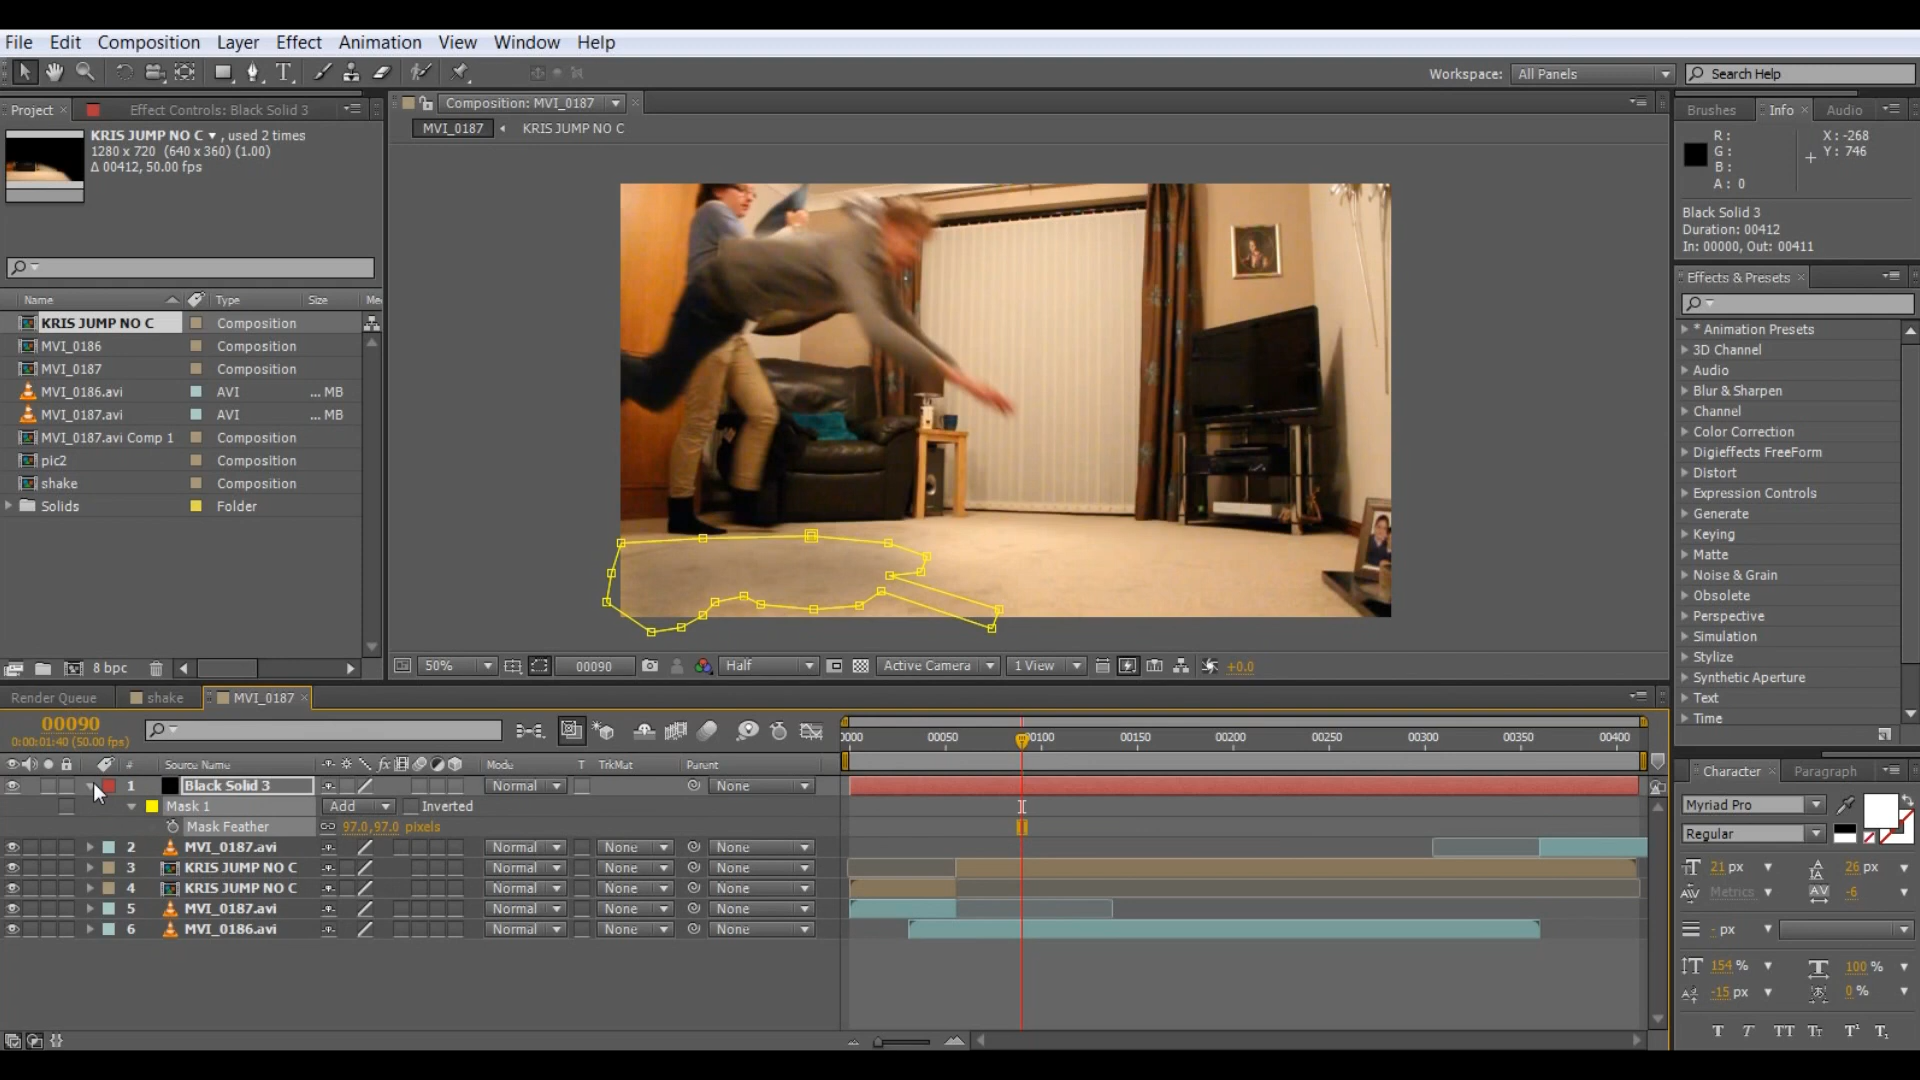 File Edit Composition Layer Effect Animation View Window Help
Workspace: All Panels Search Help
Project Effect Controls: Black Solid 3
Composition: MVI_0187
Brushes Info Audio
MVI_0187 KRIS JUMP NO C
KRIS JUMP NO C , used 2 times
1280 x 720 (640 x 360) (1.00)
Δ 00412, 50.00 fps
R :
G :
B :
A : 0
X : -268
Y : 746
Black Solid 3
Duration: 00412
In: 00000, Out: 00411
Effects & Presets
Name Type Size Me
KRIS JUMP NO C Composition
MVI_0186 Composition
MVI_0187 Composition
MVI_0186.avi AVI ... MB
MVI_0187.avi AVI ... MB
MVI_0187.avi Comp 1 Composition
pic2 Composition
shake Composition
Solids Folder
* Animation Presets
3D Channel
Audio
Blur & Sharpen
Channel
Color Correction
Digieffects FreeForm
Distort
Expression Controls
Generate
Keying
Matte
Noise & Grain
Obsolete
Perspective
Simulation
Stylize
Synthetic Aperture
Text
Time
8 bpc
50% 00090 Half Active Camera 1 View +0.0
Render Queue shake MVI_0187
00090
0:00:01:40 (50.00 fps)
0000 00050 00100 00150 00200 00250 00300 00350 00400
# Source Name fx Mode T TrkMat Parent
1 Black Solid 3 Normal None
Mask 1 Add Inverted
Mask Feather 97.0,97.0 pixels
2 MVI_0187.avi Normal None None
3 KRIS JUMP NO C Normal None None
4 KRIS JUMP NO C Normal None None
5 MVI_0187.avi Normal None None
6 MVI_0186.avi Normal None None
Character Paragraph
Myriad Pro
Regular
21 px 26 px
Metrics -6
- px
154 % 100 %
-15 px 0 %
T T TT Tt T¹ T,